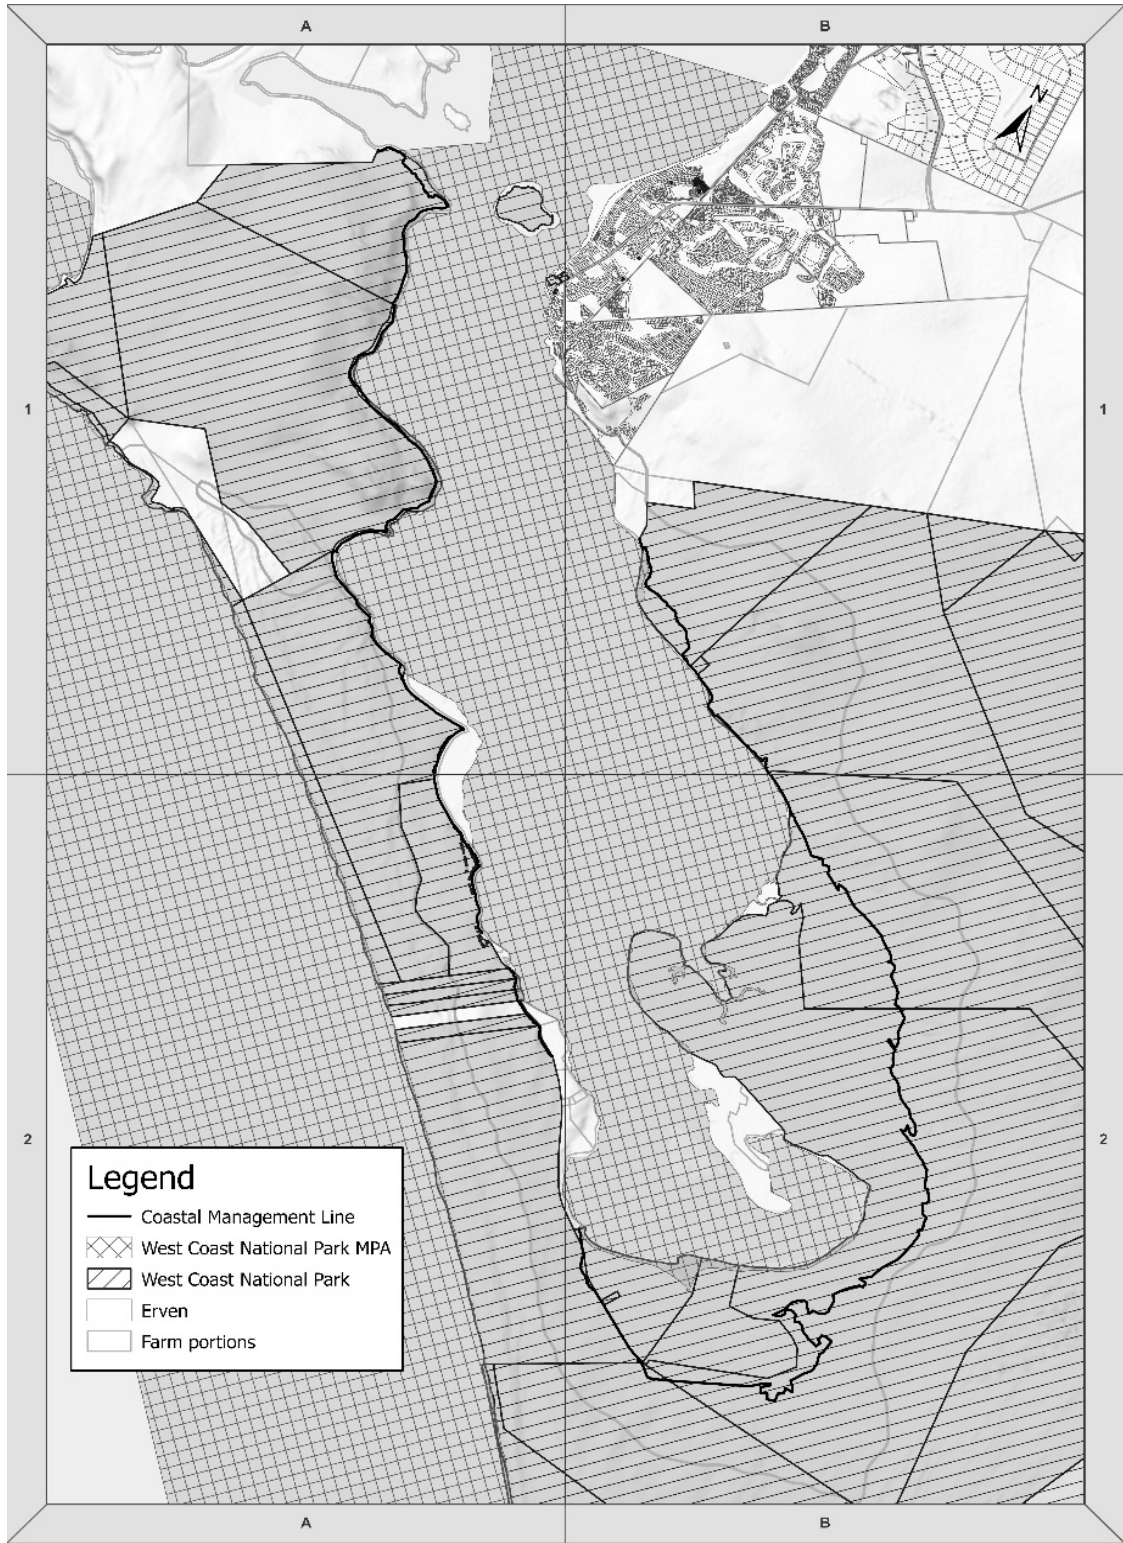 A
B
N
1
1
2
2
Legend
Coastal Management Line
West Coast National Park MPA
West Coast National Park
Erven
Farm portions
A
B